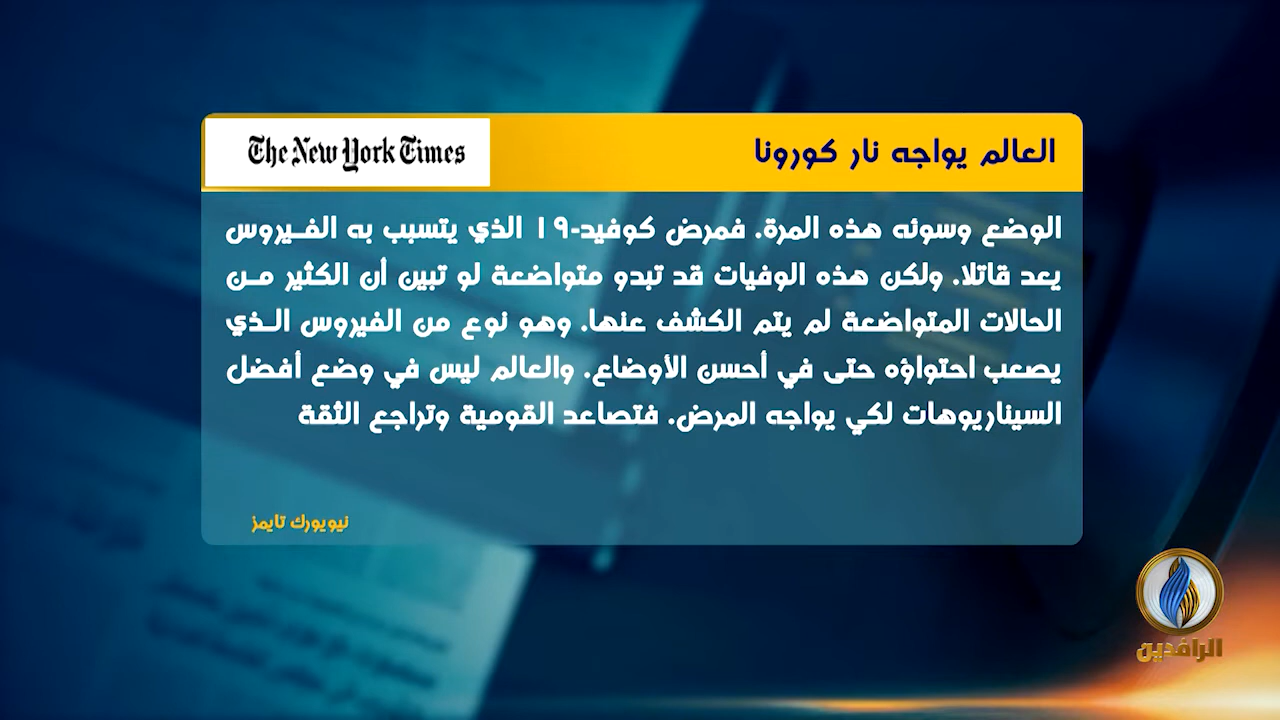 العالم يواجه نار كورونا
The New York Times
الوضع وسوئه هذه المرة. فمرض كوفيد-١٩ الذي يتسبب به الفيروس
يعد قاتلا. ولكن هذه الوفيات قد تبدو متواضعة لو تبين أن الكثير من
الحالات المتواضعة لم يتم الكشف عنها. وهو نوع من الفيروس الذي
يصعب احتواؤه حتى في أحسن الأوضاع. والعالم ليس في وضع أفضل
السيناريوهات لكي يواجه المرض. فتصاعد القومية وتراجع الثقة
نيويورك تايمز
الرافدين